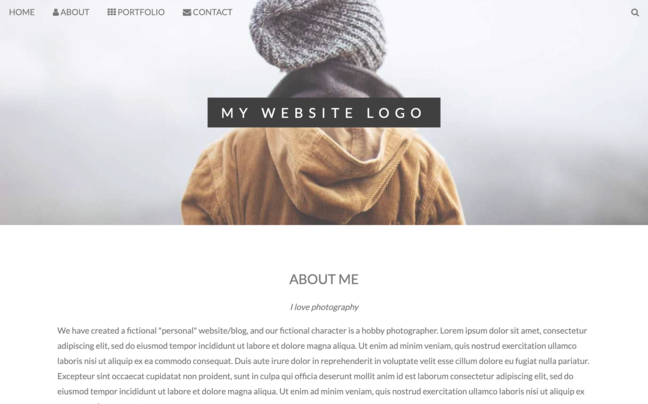 HOME ABOUT PORTFOLIO CONTACT
MY WEBSITE LOGO
ABOUT ME
I love photography
We have created a fictional "personal" website/blog, and our fictional character is a hobby photographer. Lorem ipsum dolor sit amet, consectetur
adipiscing elit, sed do eiusmod tempor incididunt ut labore et dolore magna aliqua. Ut enim ad minim veniam, quis nostrud exercitation ullamco
laboris nisi ut aliquip ex ea commodo consequat. Duis aute irure dolor in reprehenderit in voluptate velit esse cillum dolore eu fugiat nulla pariatur.
Excepteur sint occaecat cupidatat non proident, sunt in culpa qui officia deserunt mollit anim id est laborum consectetur adipiscing elit, sed do
eiusmod tempor incididunt ut labore et dolore magna aliqua. Ut enim ad minim veniam, quis nostrud exercitation ullamco laboris nisi ut aliquip ex